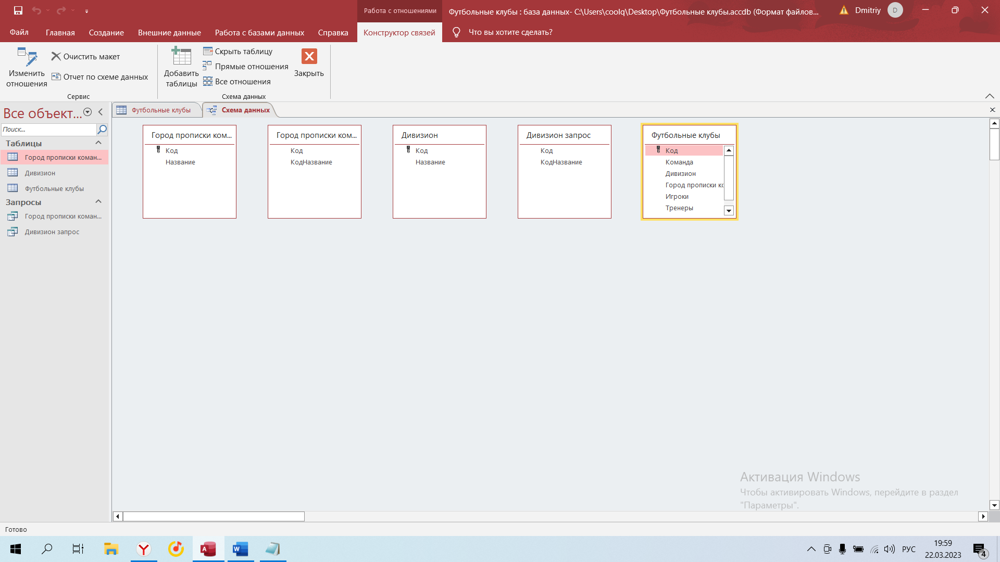 Работа с отношениями
Футбольные клубы : база данных- C:\Users\coolq\Desktop\Футбольные клубы.accdb (Формат файлов...
Dmitriy
D
Файл
Главная
Создание
Внешние данные
Работа с базами данных
Справка
Конструктор связей
Что вы хотите сделать?
Изменить отношения
Очистить макет
Отчет по схеме данных
Сервис
Добавить таблицы
Скрыть таблицу
Прямые отношения
Все отношения
Закрыть
Схема данных
Все объект...
Поиск...
Таблицы
Город прописки коман...
Дивизион
Футбольные клубы
Запросы
Город прописки коман...
Дивизион запрос
Футбольные клубы
Схема данных
Город прописки ком...
Код
Название
Город прописки ком...
Код
КодНазвание
Дивизион
Код
Название
Дивизион запрос
Код
КодНазвание
Футбольные клубы
Код
Команда
Дивизион
Город прописки ко
Игроки
Тренеры
Активация Windows
Чтобы активировать Windows, перейдите в раздел
"Параметры".
Готово
РУС
19:59
22.03.2023
4